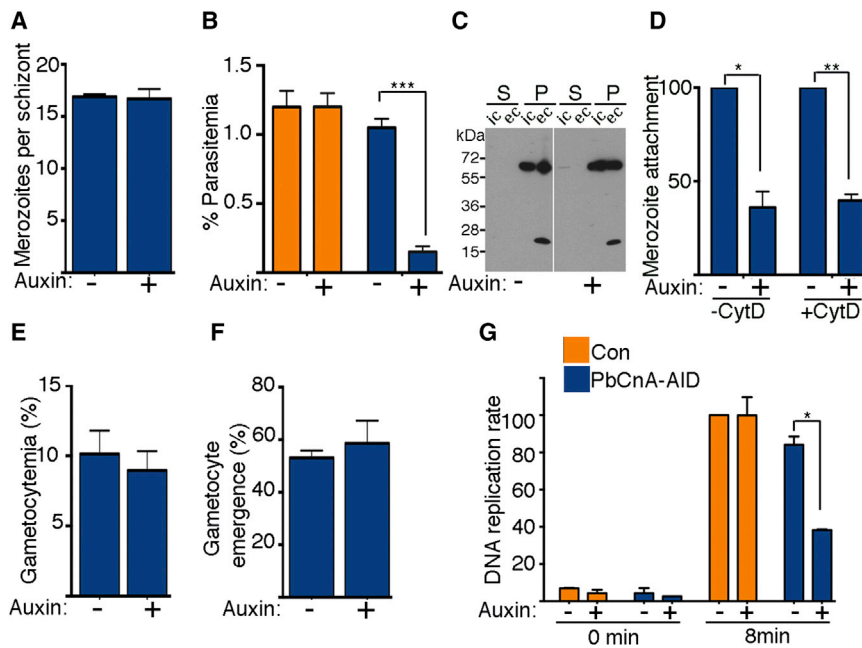 A
Merozoites per schizont
20
15
10
5
Auxin: - +
B
% Parasitemia
1.5
1.0
0.5
***
Auxin: - + - +
C
S P S P
ic ec ic ec ic ec ic ec
kDa
72
55
36
28
15
Auxin: - +
D
Merozoite attachment
100
50
* **
Auxin: - + - +
-CytD +CytD
E
Gametocytemia (%)
15
10
5
Auxin: - +
F
Gametocyte
emergence (%)
80
60
40
20
Auxin: - +
G
Con
PbCnA-AID
DNA replication rate
100
80
60
40
20
*
Auxin: - + - + - + - +
0 min 8min